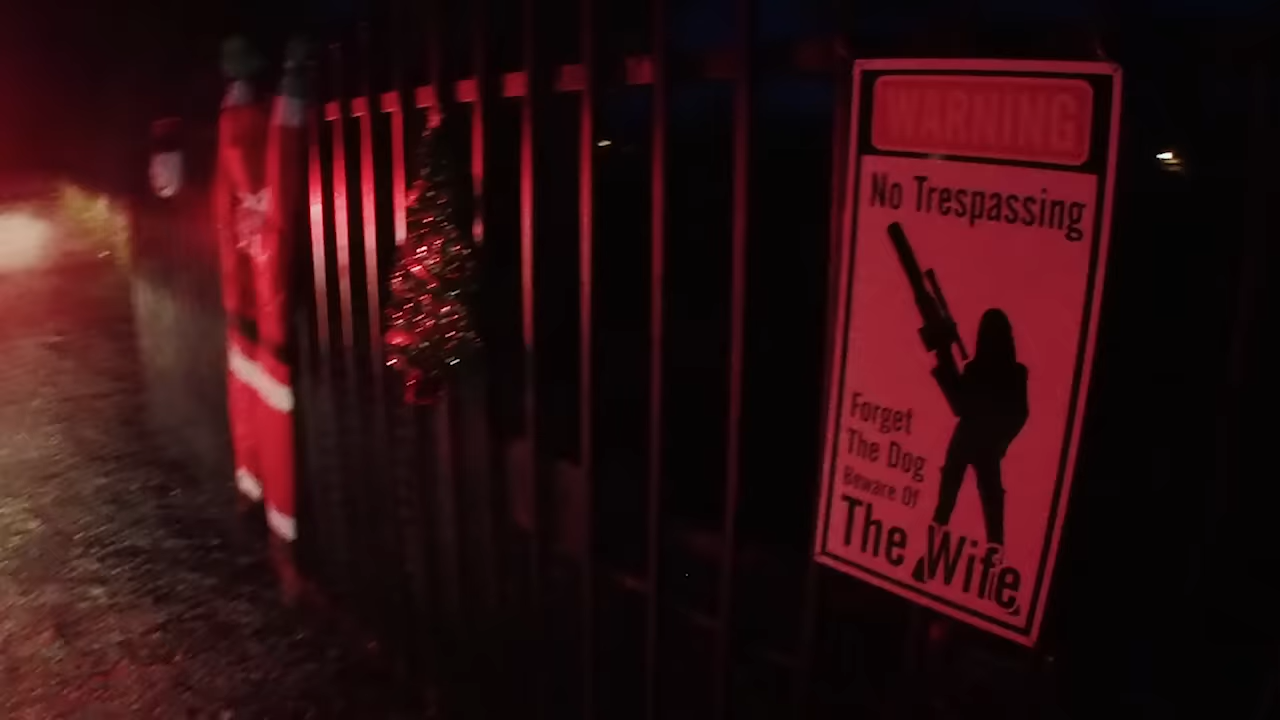 WARNING
No Trespassing
Forget
The Dog
Beware Of
The Wife